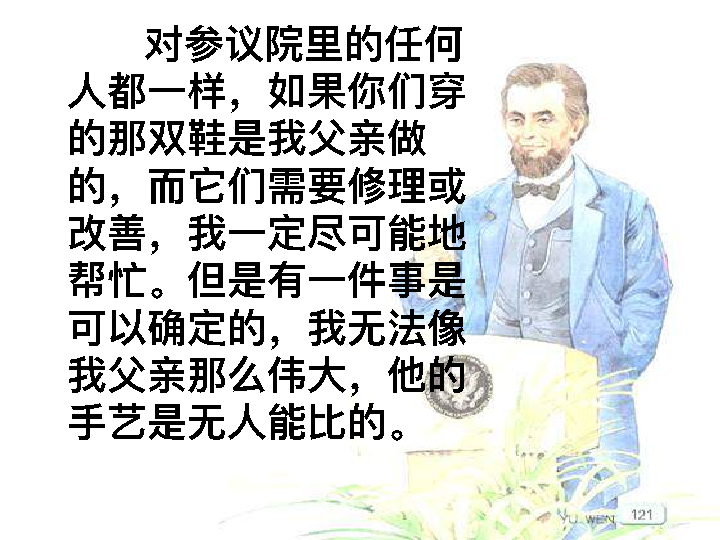 对参议院里的任何
人都一样，如果你们穿
的那双鞋是我父亲做
的，而它们需要修理或
改善，我一定尽可能地
帮忙。但是有一件事是
可以确定的，我无法像
我父亲那么伟大，他的
手艺是无人能比的。
YU WEN 121